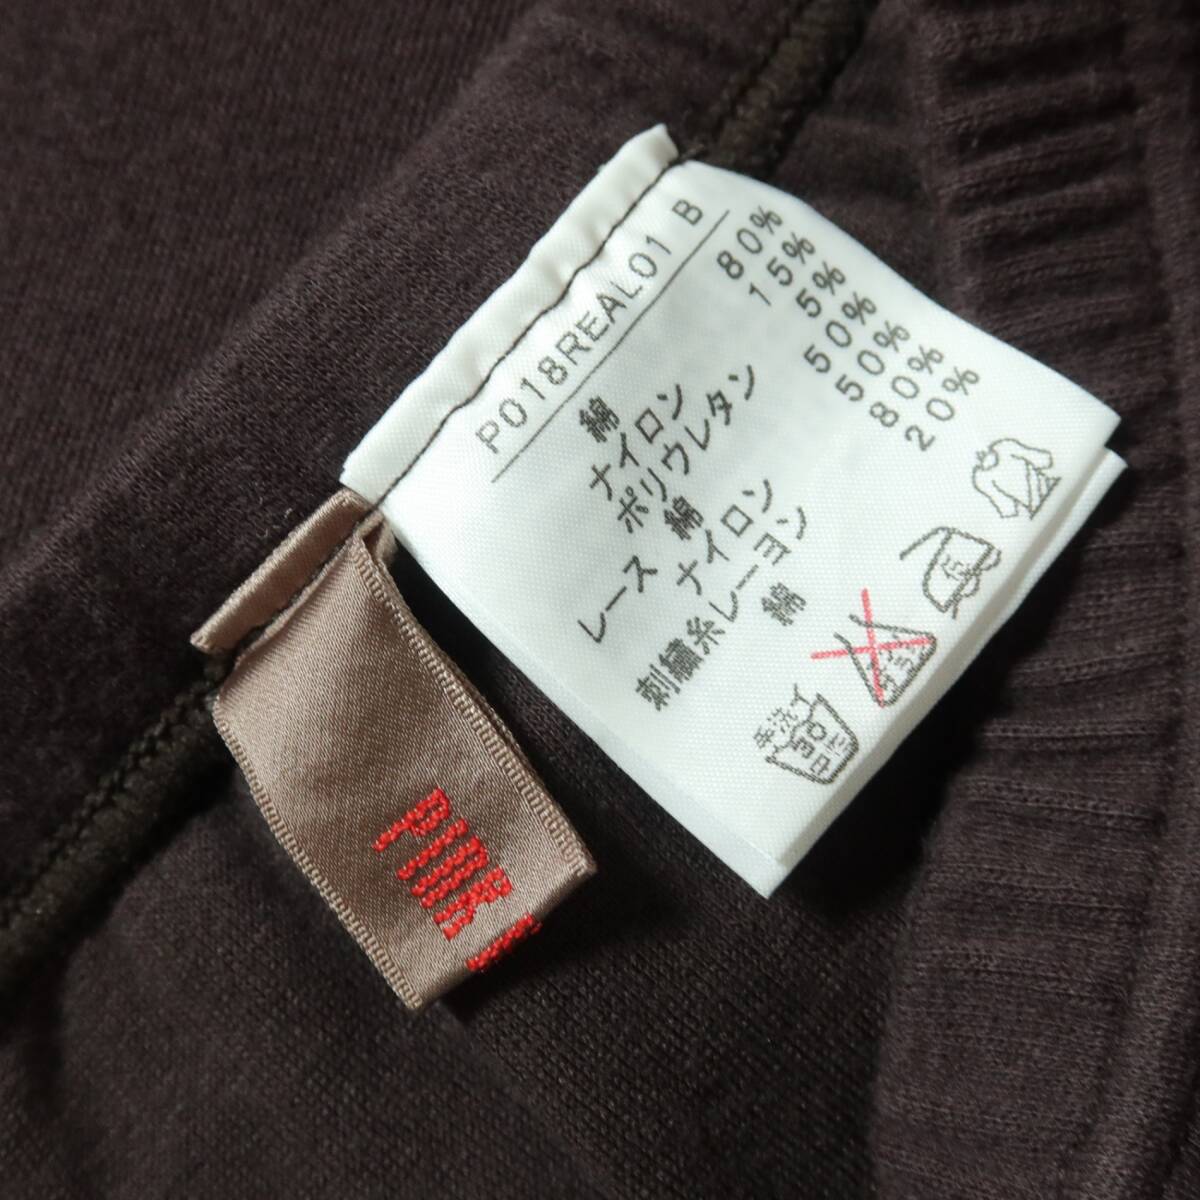 P018REAL01 B
綿 80%
ナイロン 15%
ポリウレタン 5%
レース 綿 50%
ナイロン 50%
刺繍糸レーヨン 80%
綿 20%
手洗イ
30
中
PINK